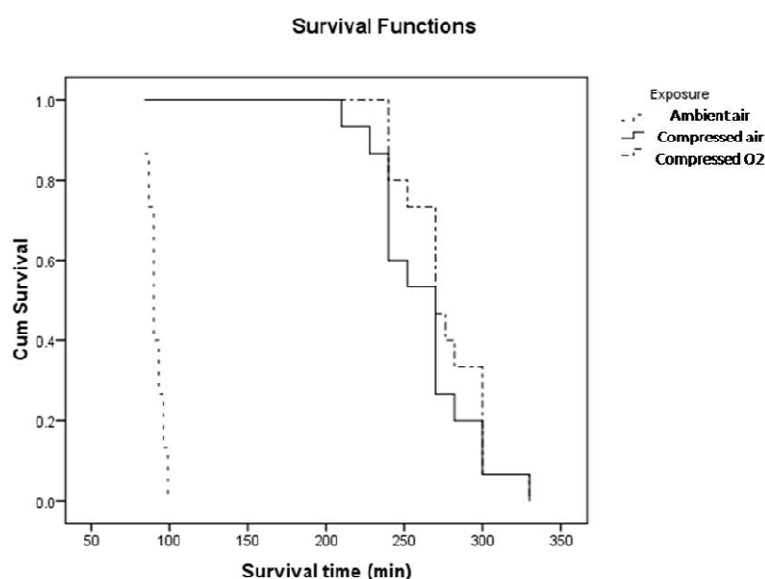 Survival Functions
Exposure
Ambient air
Compressed air
Compressed O2
Cum Survival
1.0
0.8
0.6
0.4
0.2
0.0
50 100 150 200 250 300 350
Survival time (min)